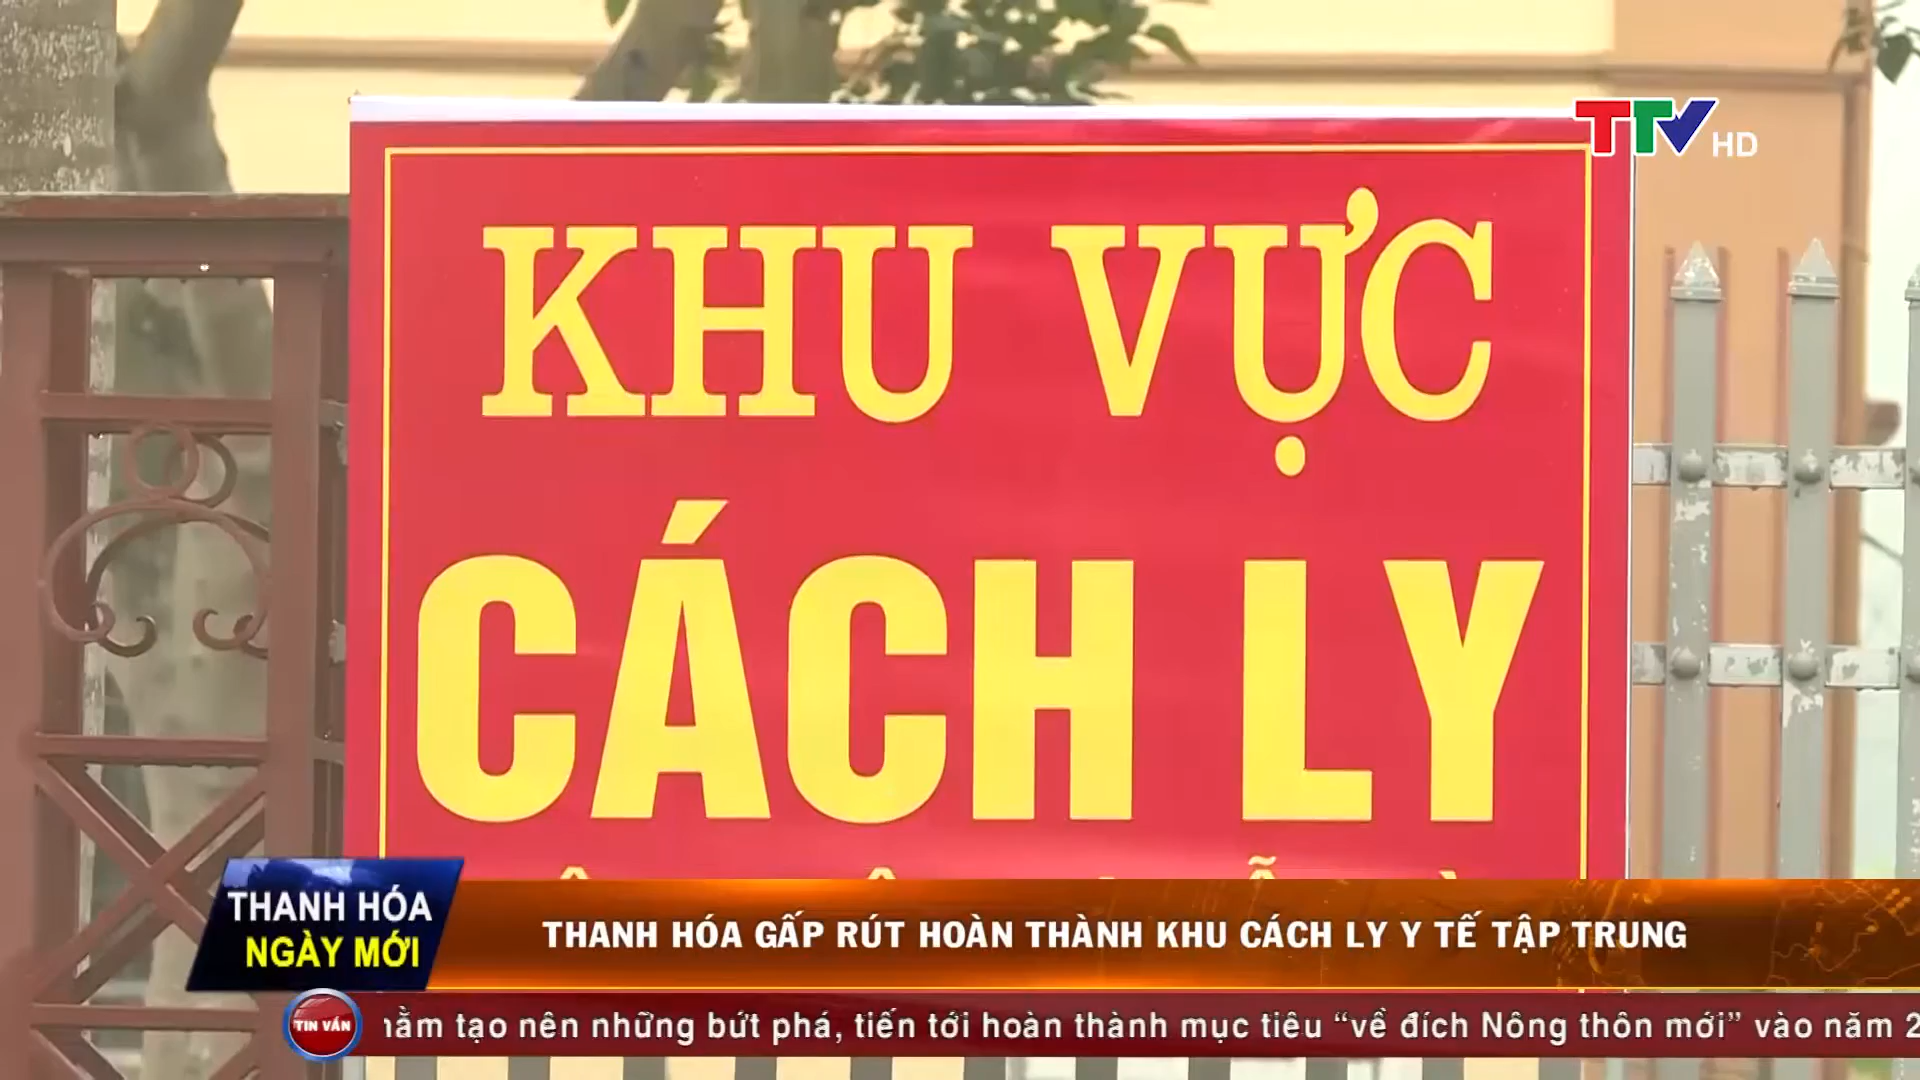 TTV HD
KHU VỰC
CÁCH LY
THANH HÓA
NGÀY MỚI
THANH HÓA GẤP RÚT HOÀN THÀNH KHU CÁCH LY Y TẾ TẬP TRUNG
TIN VẮN
tạo nên những bứt phá, tiến tới hoàn thành mục tiêu “về đích Nông thôn mới” vào năm